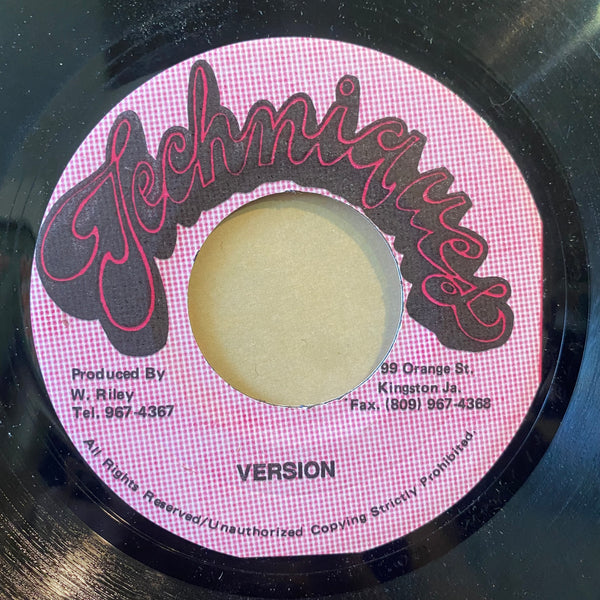 Techniques
Produced By
W. Riley
Tel. 967-4367
99 Orange St.
Kingston Ja.
Fax. (809) 967-4368
VERSION
All Rights Reserved/Unauthorized Copying Strictly Prohibited.